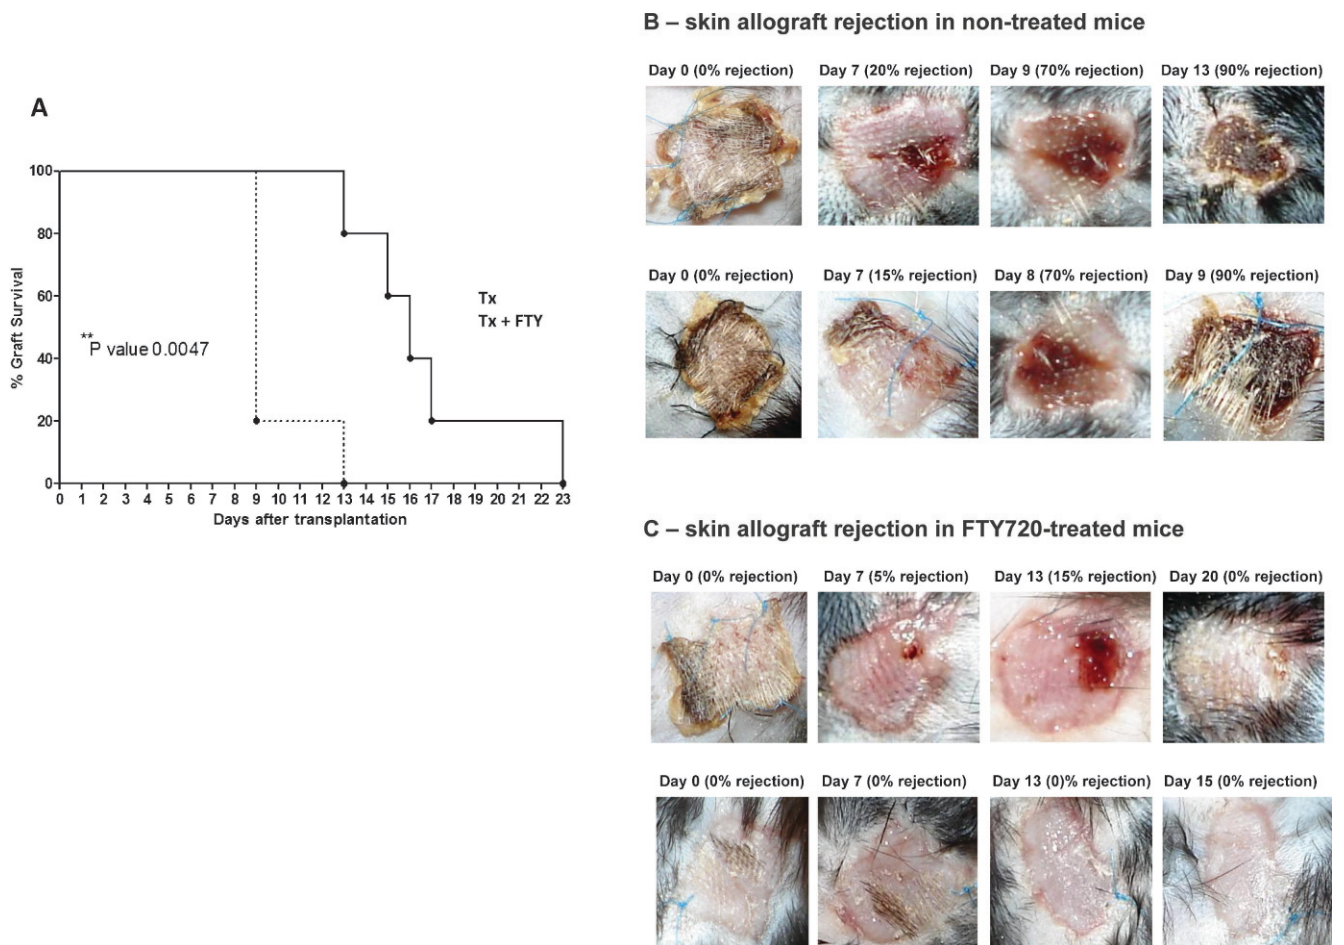 A
100
80
60
40
20
0
% Graft Survival
**P value 0.0047
Tx
Tx + FTY
0 1 2 3 4 5 6 7 8 9 10 11 12 13 14 15 16 17 18 19 20 21 22 23
Days after transplantation
B – skin allograft rejection in non-treated mice
Day 0 (0% rejection) Day 7 (20% rejection) Day 9 (70% rejection) Day 13 (90% rejection)
Day 0 (0% rejection) Day 7 (15% rejection) Day 8 (70% rejection) Day 9 (90% rejection)
C – skin allograft rejection in FTY720-treated mice
Day 0 (0% rejection) Day 7 (5% rejection) Day 13 (15% rejection) Day 20 (0% rejection)
Day 0 (0% rejection) Day 7 (0% rejection) Day 13 (0)% rejection) Day 15 (0% rejection)